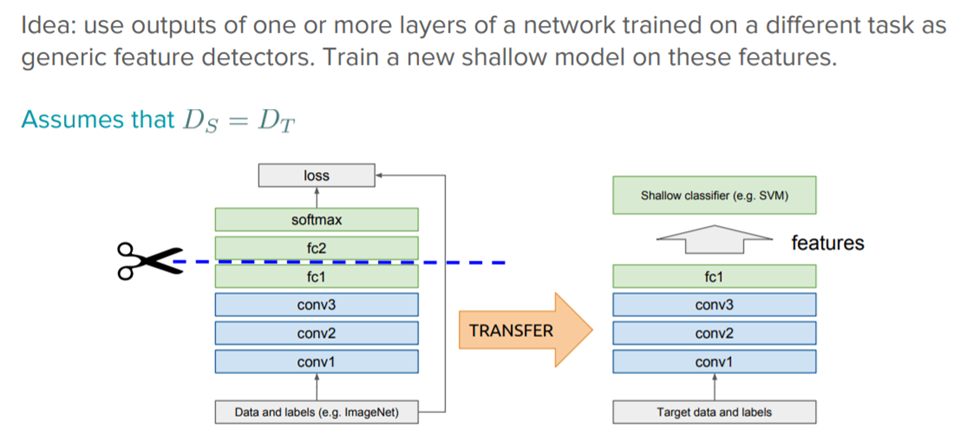 Idea: use outputs of one or more layers of a network trained on a different task as
generic feature detectors. Train a new shallow model on these features.
Assumes that D_S = D_T
loss
softmax
fc2
fc1
conv3
conv2
conv1
Data and labels (e.g. ImageNet)
TRANSFER
Shallow classifier (e.g. SVM)
features
fc1
conv3
conv2
conv1
Target data and labels